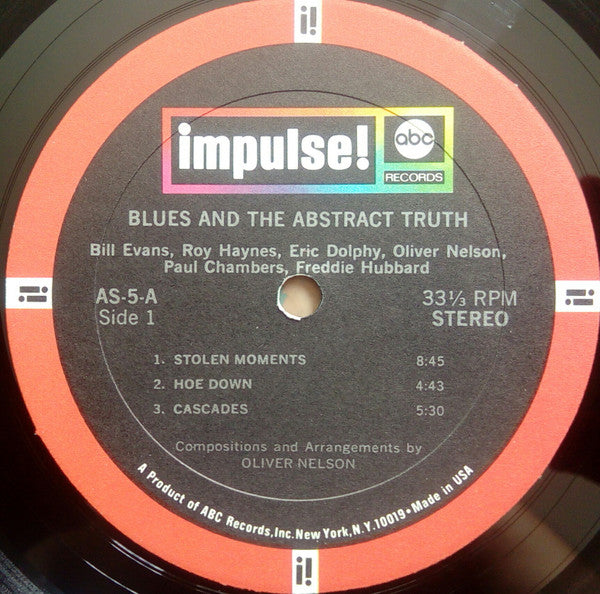 i!
impulse!
abc
RECORDS
BLUES AND THE ABSTRACT TRUTH
Bill Evans, Roy Haynes, Eric Dolphy, Oliver Nelson,
Paul Chambers, Freddie Hubbard
AS-5-A
33⅓ RPM
Side 1
STEREO
i!
i!
1. STOLEN MOMENTS 8:45
2. HOE DOWN 4:43
3. CASCADES 5:30
Compositions and Arrangements by
OLIVER NELSON
A Product of ABC Records, Inc. New York, N.Y. 10019 • Made in USA
i!